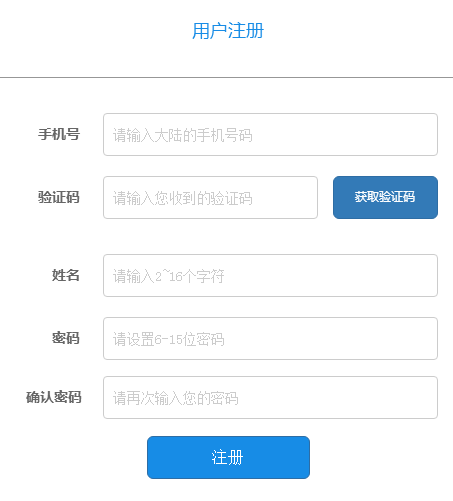 用户注册
手机号 请输入大陆的手机号码
验证码 请输入您收到的验证码 获取验证码
姓名 请输入2~16个字符
密码 请设置6-15位密码
确认密码 请再次输入您的密码
注册